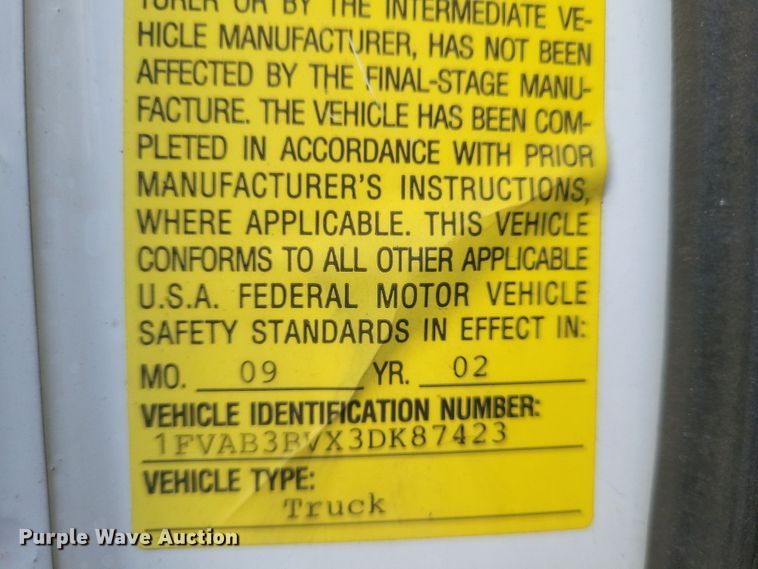 TURER OR BY THE INTERMEDIATE VE-
HICLE MANUFACTURER, HAS NOT BEEN
AFFECTED BY THE FINAL-STAGE MANU-
FACTURE. THE VEHICLE HAS BEEN COM-
PLETED IN ACCORDANCE WITH PRIOR
MANUFACTURER'S INSTRUCTIONS,
WHERE APPLICABLE. THIS VEHICLE
CONFORMS TO ALL OTHER APPLICABLE
U.S.A. FEDERAL MOTOR VEHICLE
SAFETY STANDARDS IN EFFECT IN:
MO. 09 YR. 02
VEHICLE IDENTIFICATION NUMBER:
1FVAB3BVX3DK87423
VEHICLE TYPE:
Truck
Purple Wave Auction